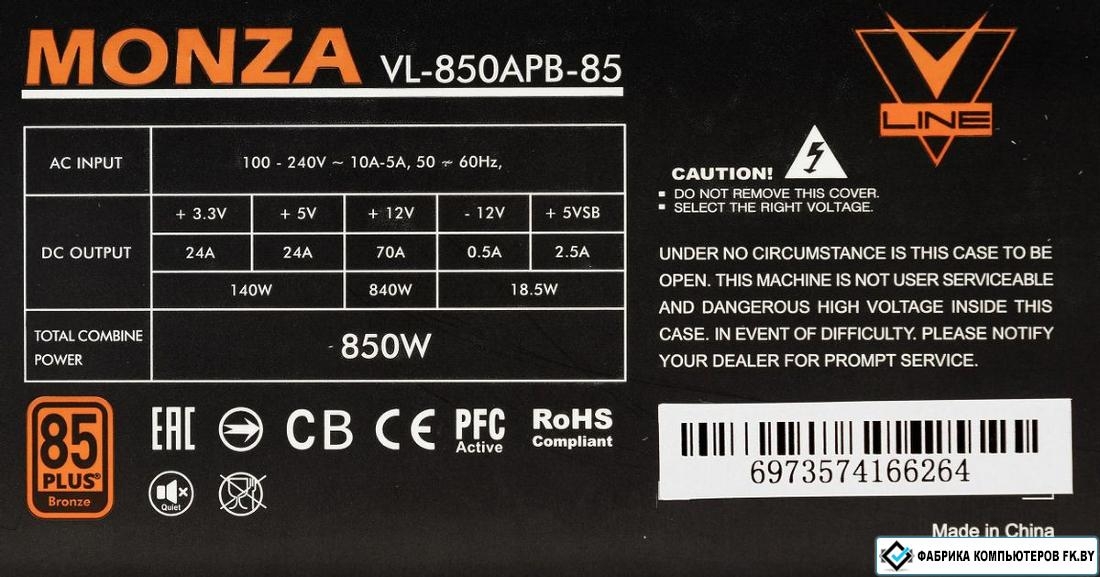 MONZA VL-850APB-85
V LINE
AC INPUT 100 - 240V ~ 10A-5A, 50 ~ 60Hz,
DC OUTPUT
+ 3.3V + 5V + 12V - 12V + 5VSB
24A 24A 70A 0.5A 2.5A
140W 840W 18.5W
TOTAL COMBINE
POWER
850W
CAUTION!
DO NOT REMOVE THIS COVER.
SELECT THE RIGHT VOLTAGE.
UNDER NO CIRCUMSTANCE IS THIS CASE TO BE
OPEN. THIS MACHINE IS NOT USER SERVICEABLE
AND DANGEROUS HIGH VOLTAGE INSIDE THIS
CASE. IN EVENT OF DIFFICULTY. PLEASE NOTIFY
YOUR DEALER FOR PROMPT SERVICE.
85
PLUS®
Bronze
EAC
CB
CE
PFC
Active
RoHS
Compliant
Quiet
6973574166264
Made in China
ФАБРИКА КОМПЬЮТЕРОВ FK.BY